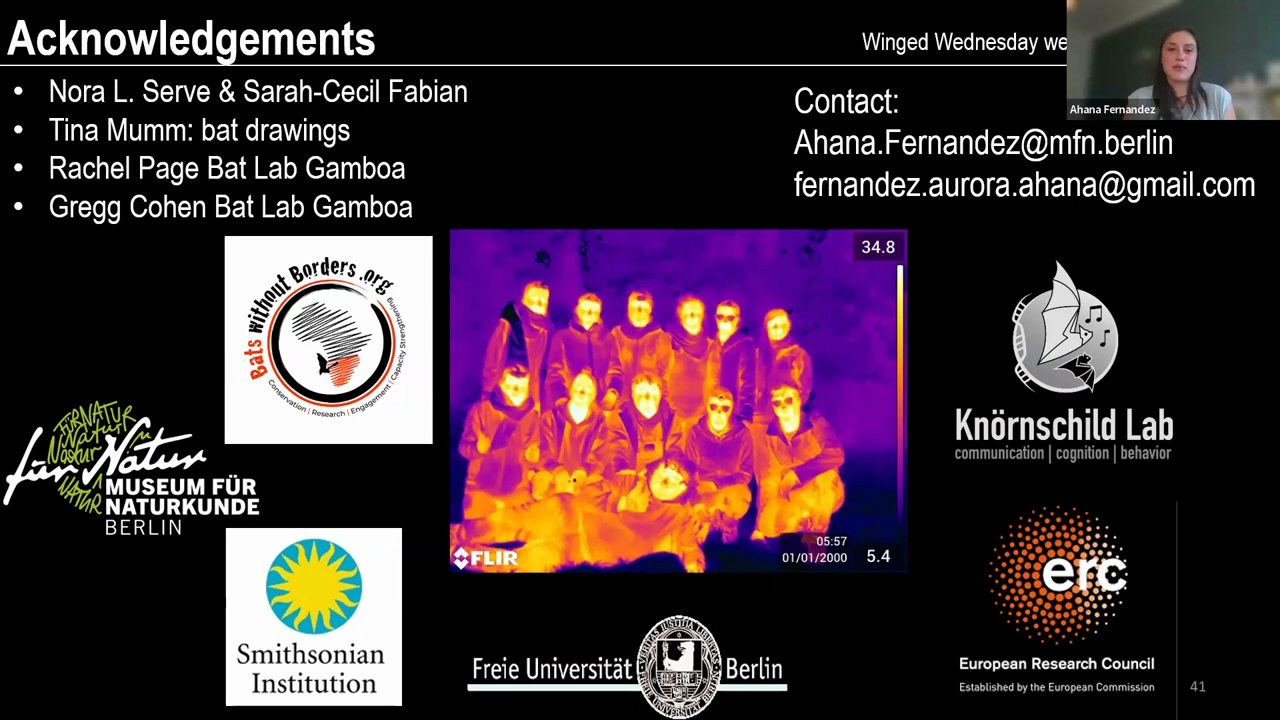 Acknowledgements
Winged Wednesday we
Ahana Fernandez
• Nora L. Serve & Sarah-Cecil Fabian
• Tina Mumm: bat drawings
• Rachel Page Bat Lab Gamboa
• Gregg Cohen Bat Lab Gamboa
Contact:
Ahana.Fernandez@mfn.berlin
fernandez.aurora.ahana@gmail.com
Bats without Borders.org
Conservation | Research | Engagement | Capacity Strengthening
34.8
FLIR
05:57
01/01/2000
5.4
Knörnschild Lab
communication | cognition | behavior
für Natur
MUSEUM FÜR
NATURKUNDE
BERLIN
Smithsonian
Institution
Freie Universität Berlin
erc
European Research Council
Established by the European Commission
41